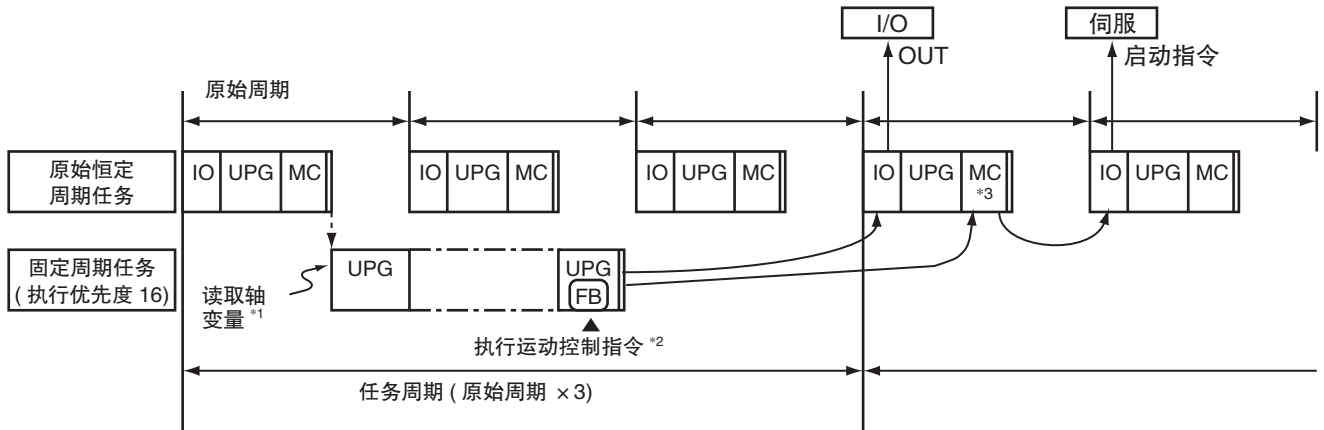 I/O
伺服
OUT
启动指令
原始周期
原始恒定
周期任务
IO UPG MC
IO UPG MC
IO UPG MC
IO UPG MC
*3
IO UPG MC
固定周期任务
( 执行优先度 16)
读取轴
变量 *1
UPG
UPG
FB
执行运动控制指令 *2
任务周期 ( 原始周期 × 3)